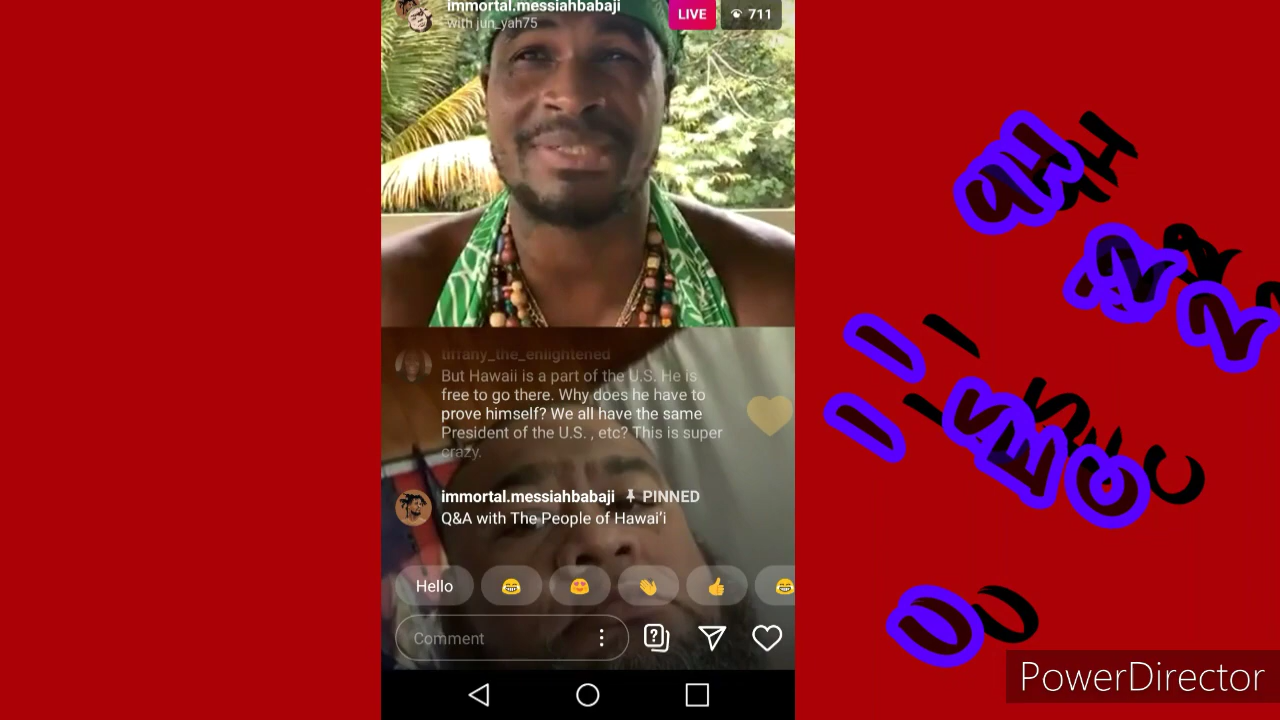 immortal.messiahbabaji
with jun_yah75
LIVE
711
tiffany_the_enlightened
But Hawaii is a part of the U.S. He is
free to go there. Why does he have to
prove himself? We all have the same
President of the U.S. , etc? This is super
crazy.
immortal.messiahbabaji PINNED
Q&A with The People of Hawai’i
Hello
Comment
PowerDirector